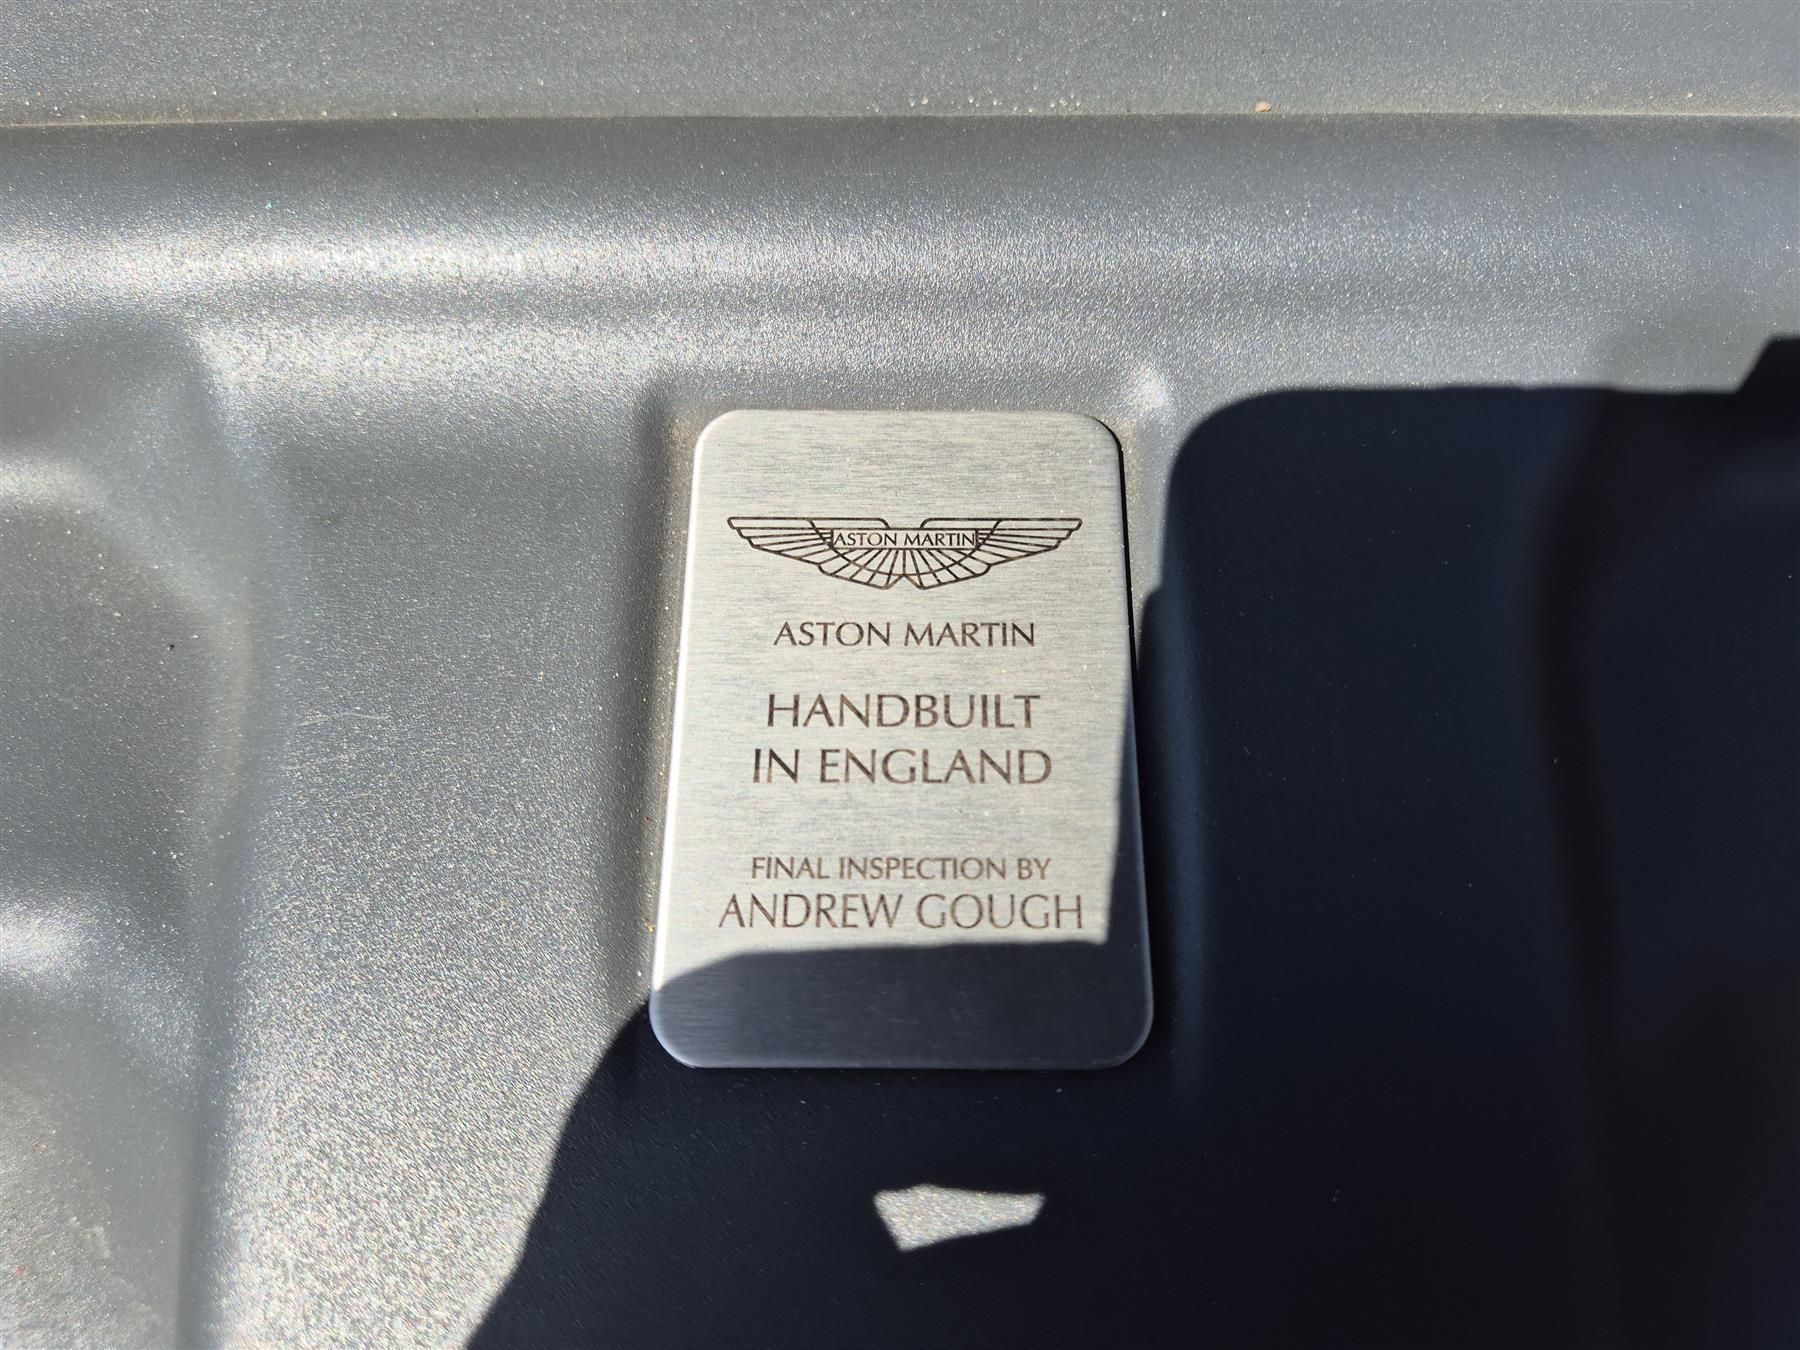 ASTON MARTIN
ASTON MARTIN
HANDBUILT
IN ENGLAND
FINAL INSPECTION BY
ANDREW GOUGH